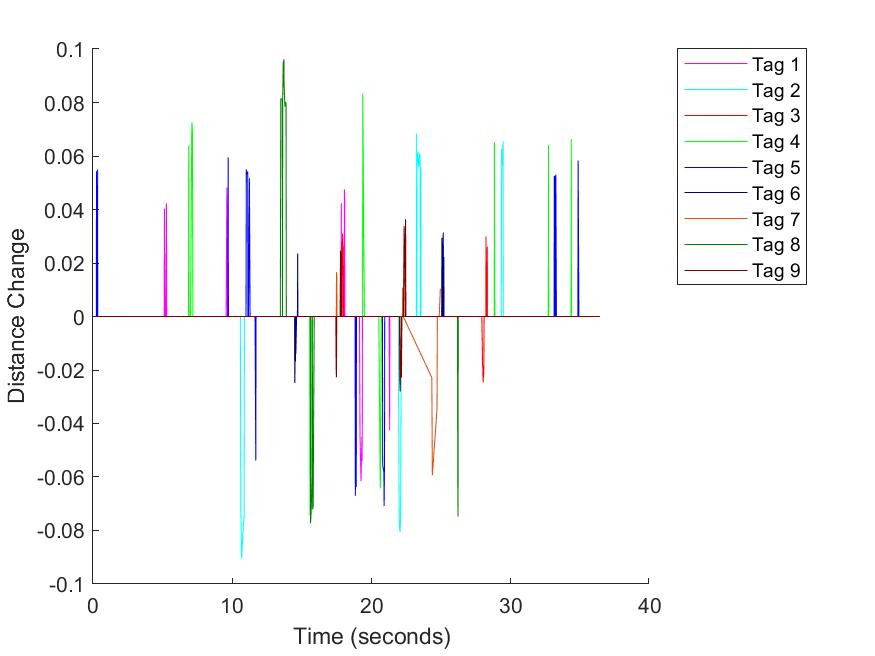 0.1
0.08
0.06
0.04
0.02
0
-0.02
-0.04
-0.06
-0.08
-0.1
Distance Change
0 10 20 30 40
Time (seconds)
Tag 1
Tag 2
Tag 3
Tag 4
Tag 5
Tag 6
Tag 7
Tag 8
Tag 9